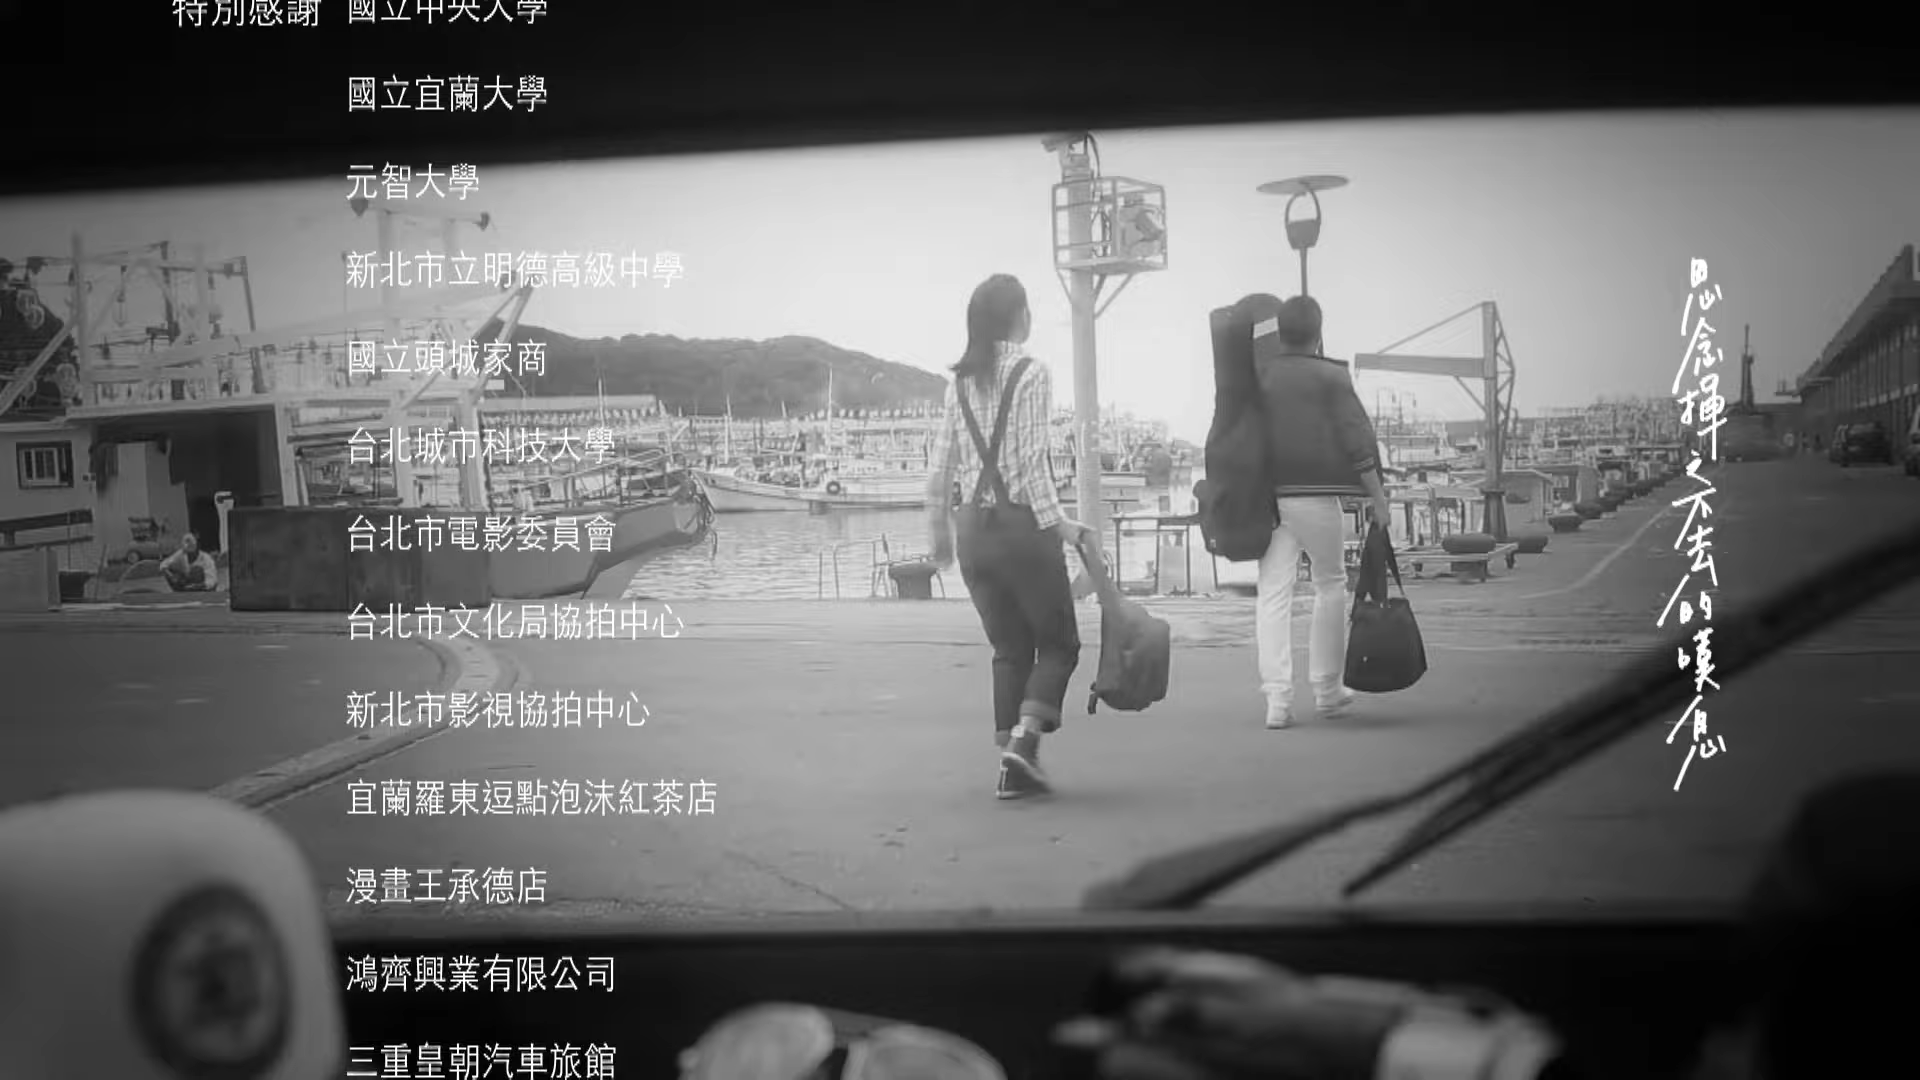 特別感謝 國立中央大學
國立宜蘭大學
元智大學
新北市立明德高級中學
國立頭城家商
台北城市科技大學
台北市電影委員會
台北市文化局協拍中心
新北市影視協拍中心
宜蘭羅東逗點泡沫紅茶店
漫畫王承德店
鴻齊興業有限公司
三重皇朝汽車旅館
思念揮之不去的嘆息